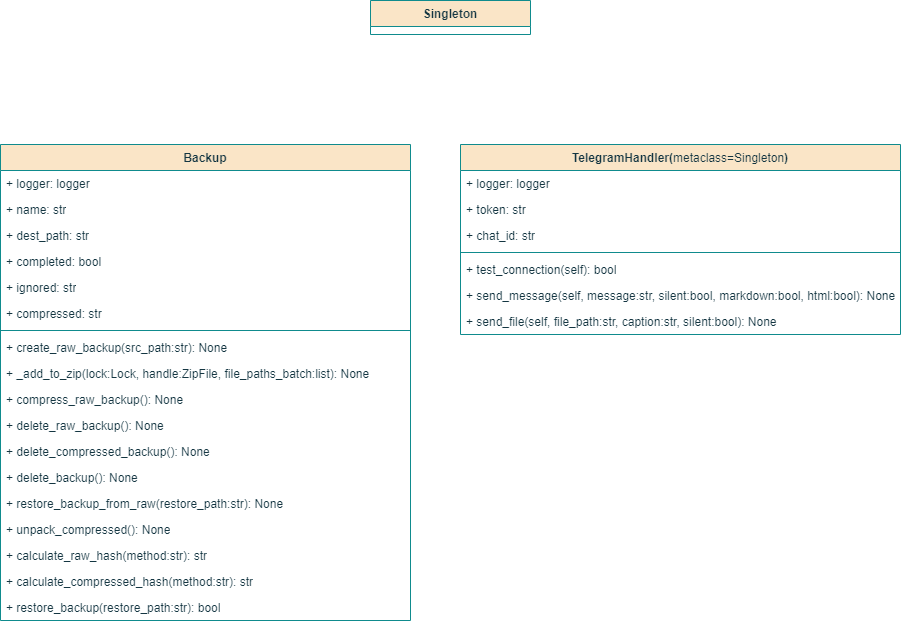 Singleton
Backup
+ logger: logger
+ name: str
+ dest_path: str
+ completed: bool
+ ignored: str
+ compressed: str
+ create_raw_backup(src_path:str): None
+ _add_to_zip(lock:Lock, handle:ZipFile, file_paths_batch:list): None
+ compress_raw_backup(): None
+ delete_raw_backup(): None
+ delete_compressed_backup(): None
+ delete_backup(): None
+ restore_backup_from_raw(restore_path:str): None
+ unpack_compressed(): None
+ calculate_raw_hash(method:str): str
+ calculate_compressed_hash(method:str): str
+ restore_backup(restore_path:str): bool
TelegramHandler(metaclass=Singleton)
+ logger: logger
+ token: str
+ chat_id: str
+ test_connection(self): bool
+ send_message(self, message:str, silent:bool, markdown:bool, html:bool): None
+ send_file(self, file_path:str, caption:str, silent:bool): None